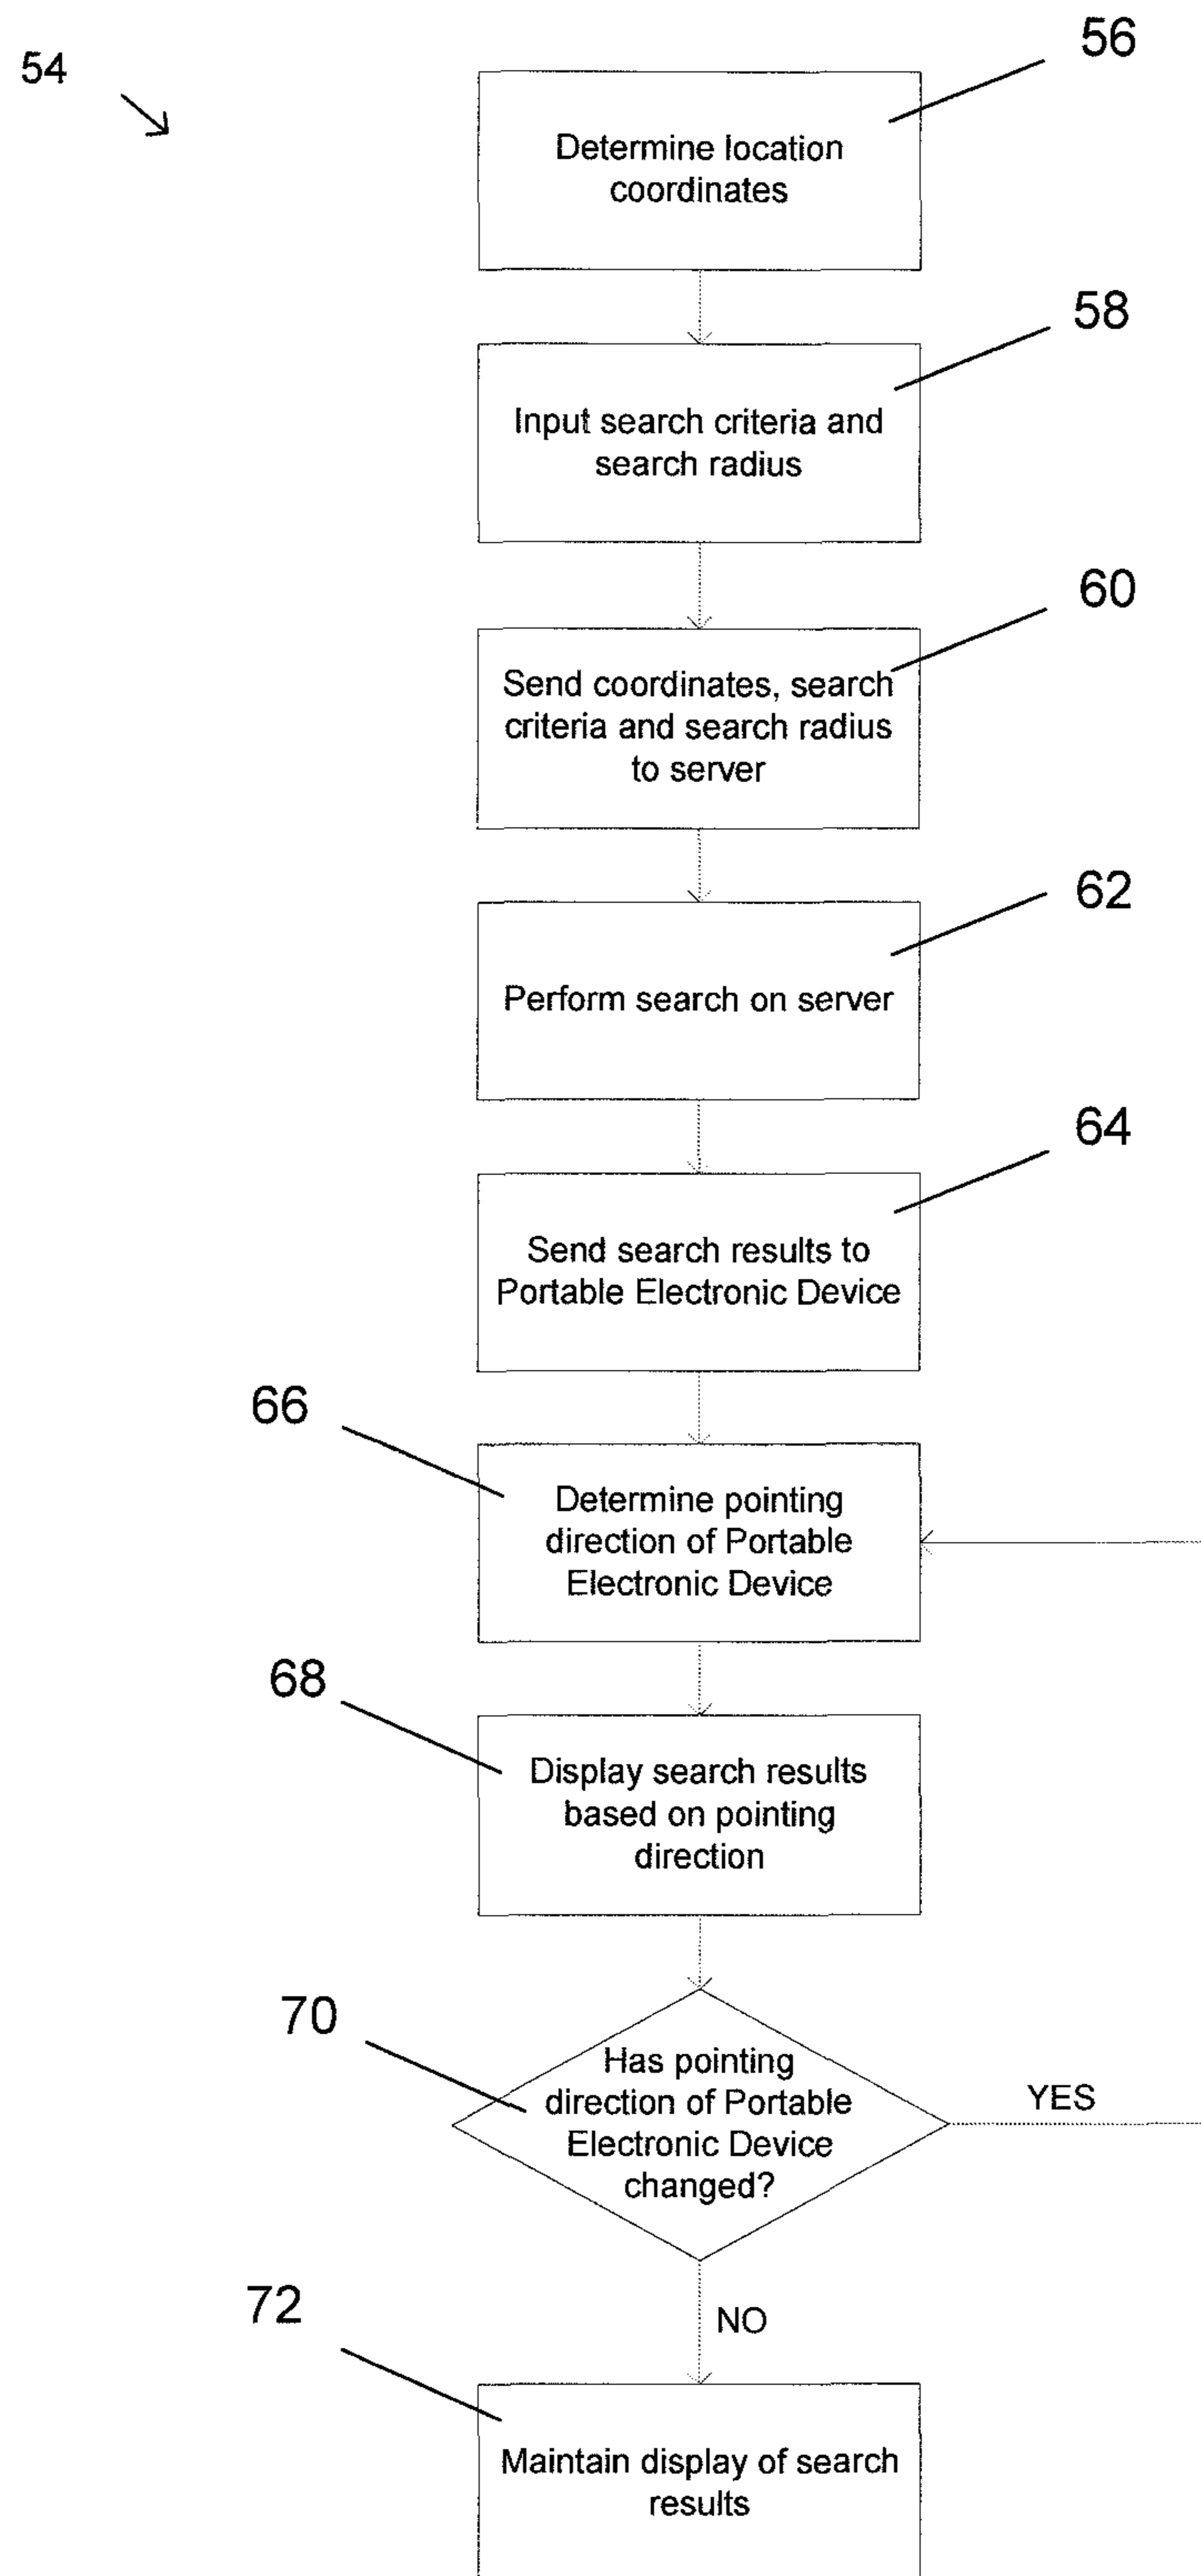 54
56
Determine location
coordinates
58
Input search criteria and
search radius
60
Send coordinates, search
criteria and search radius
to server
62
Perform search on server
64
Send search results to
Portable Electronic Device
66
Determine pointing
direction of Portable
Electronic Device
68
Display search results
based on pointing
direction
70
Has pointing
direction of Portable
Electronic Device
changed?
YES
NO
72
Maintain display of search
results